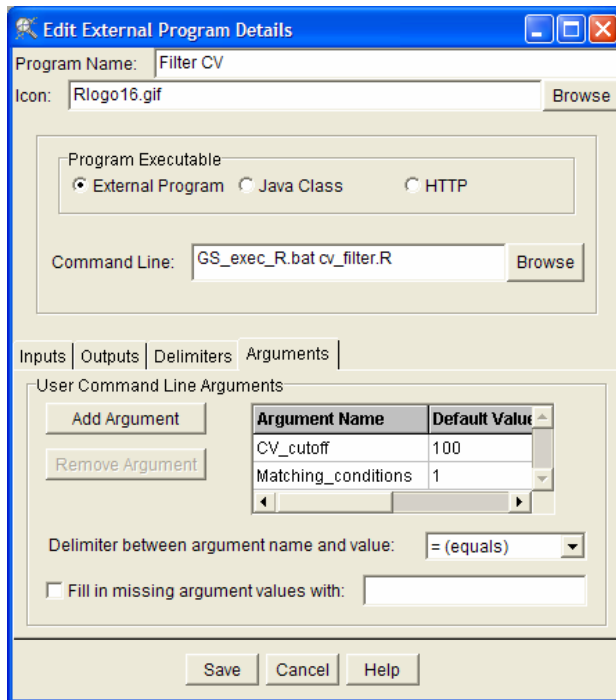 Edit External Program Details
Program Name: Filter CV
Icon: Rlogo16.gif Browse
Program Executable
External Program Java Class HTTP
Command Line: GS_exec_R.bat cv_filter.R Browse
Inputs Outputs Delimiters Arguments
User Command Line Arguments
Add Argument
Remove Argument
Argument Name Default Value
CV_cutoff 100
Matching_conditions 1
Delimiter between argument name and value: = (equals)
Fill in missing argument values with:
Save Cancel Help